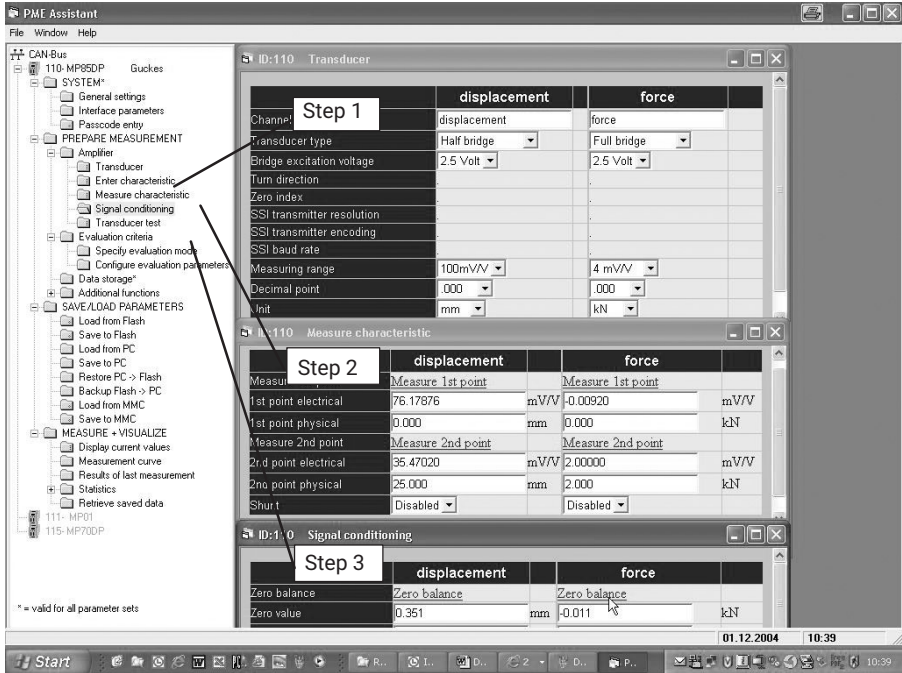 PME Assistant
File Window Help
CAN-Bus
110- MP85DP Guckes
SYSTEM*
General settings
Interface parameters
Passcode entry
PREPARE MEASUREMENT
Amplifier
Transducer
Enter characteristic
Measure characteristic
Signal conditioning
Transducer test
Evaluation criteria
Specify evaluation mode
Configure evaluation parameters
Data storage*
Additional functions
SAVE/LOAD PARAMETERS
Load from Flash
Save to Flash
Load from PC
Save to PC
Restore PC -> Flash
Backup Flash -> PC
Load from MMC
Save to MMC
MEASURE + VISUALIZE
Display current values
Measurement curve
Results of last measurement
Statistics
Retrieve saved data
111- MP01
115- MP70DP
* = valid for all parameter sets
Step 1
Step 2
Step 3
ID:110 Transducer
displacement force
displacement force
Transducer type Half bridge Full bridge
Bridge excitation voltage 2.5 Volt 2.5 Volt
Turn direction . .
Zero index . .
SSI transmitter resolution . .
SSI transmitter encoding . .
SSI baud rate . .
Measuring range 100mV/V 4 mV/V
Decimal point .000 .000
Unit mm kN
ID:110 Measure characteristic
displacement force
Measure 1st point Measure 1st point
1st point electrical 76.17876 mV/V -0.00920 mV/V
1st point physical 0.000 mm 0.000 kN
Measure 2nd point Measure 2nd point Measure 2nd point
2nd point electrical 35.47020 mV/V 2.00000 mV/V
2nd point physical 25.000 mm 2.000 kN
Shunt Disabled Disabled
ID:110 Signal conditioning
displacement force
Zero balance Zero balance Zero balance
Zero value 0.351 mm -0.011 kN
01.12.2004 10:39
Start R.. I.. D.. 2 D.. P.. 10:39